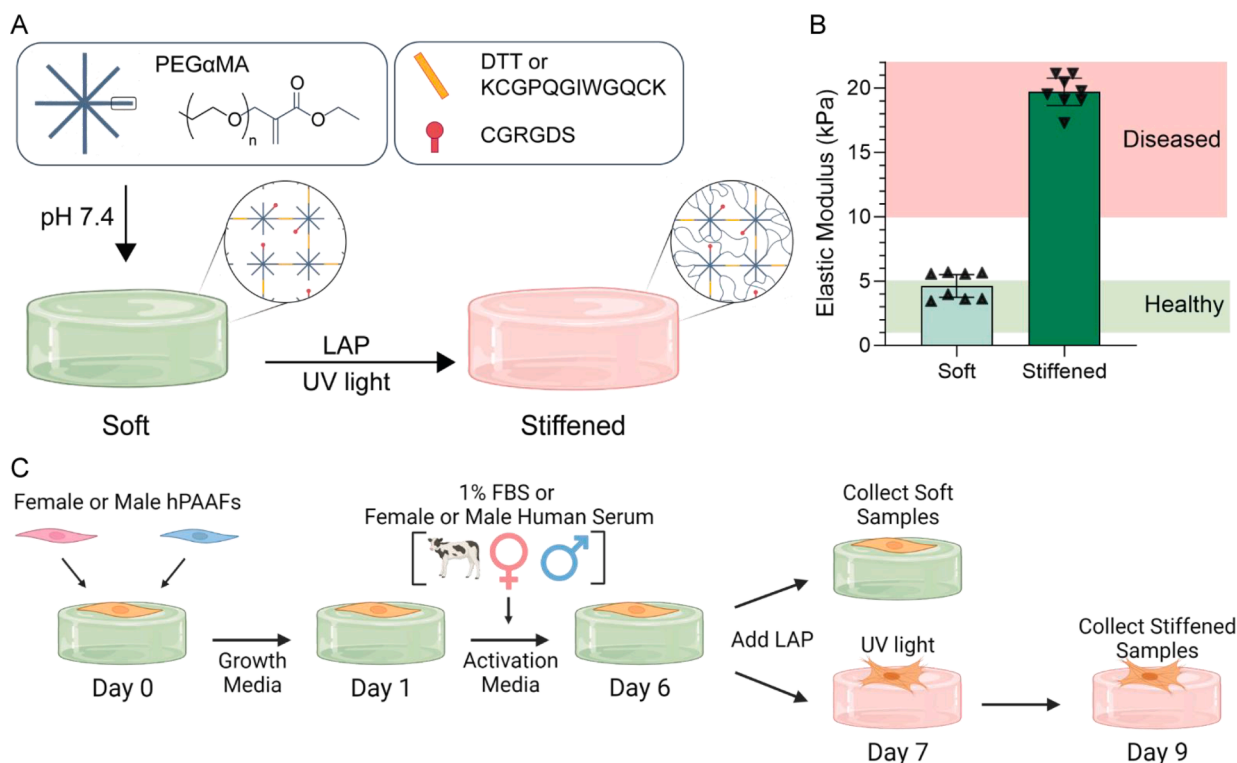 A
PEGαMA
O
O
O
n
DTT or
KCGPQGIWGQCK
CGRGDS
pH 7.4
LAP
UV light
Soft
Stiffened
B
Elastic Modulus (kPa)
20
15
10
5
0
Diseased
Healthy
Soft
Stiffened
C
Female or Male hPAAFs
1% FBS or
Female or Male Human Serum
Collect Soft
Samples
Growth
Media
Activation
Media
Add LAP
UV light
Collect Stiffened
Samples
Day 0
Day 1
Day 6
Day 7
Day 9